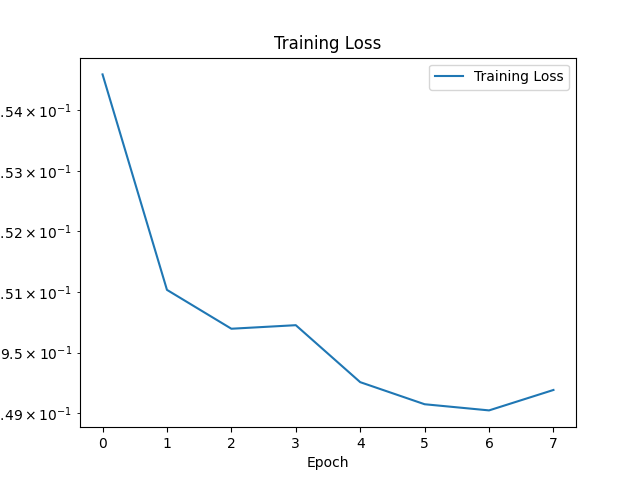 Training Loss
Training Loss
.54 × 10⁻¹
.53 × 10⁻¹
.52 × 10⁻¹
.51 × 10⁻¹
9.5 × 10⁻¹
.49 × 10⁻¹
0 1 2 3 4 5 6 7
Epoch